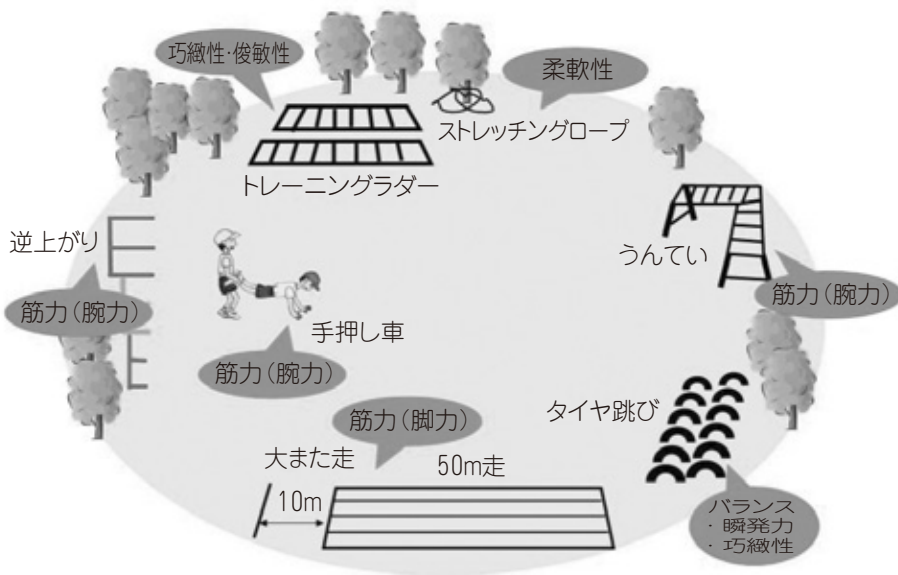 巧緻性・俊敏性
柔軟性
ストレッチングロープ
トレーニングラダー
逆上がり
うんてい
筋力(腕力)
筋力(腕力)
手押し車
筋力(腕力)
筋力(脚力)
タイヤ跳び
大また走
50m走
10m
バランス
・瞬発力
・巧緻性